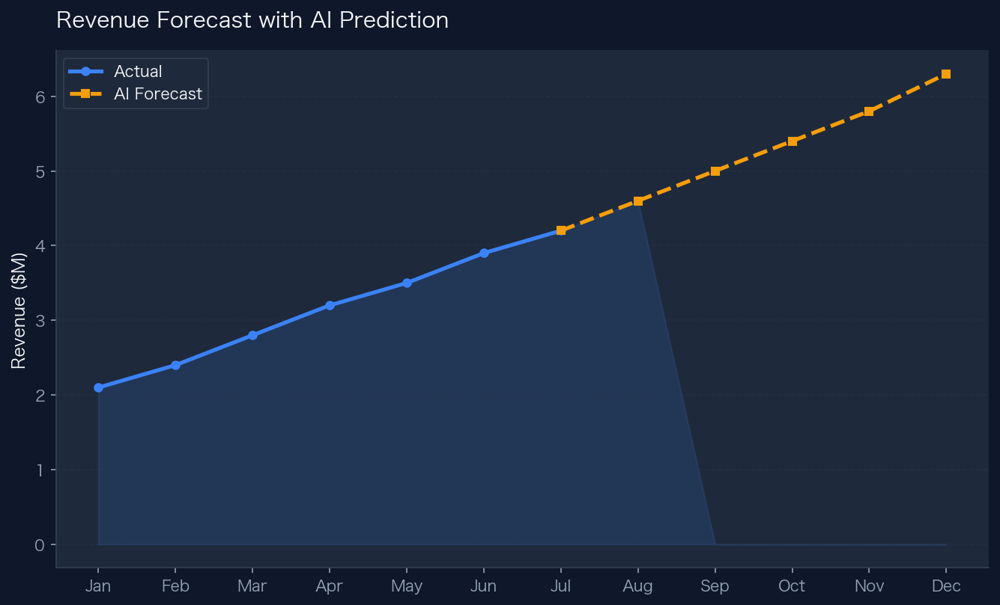 Revenue Forecast with AI Prediction
Actual
AI Forecast
Revenue ($M)
6
5
4
3
2
1
0
Jan Feb Mar Apr May Jun Jul Aug Sep Oct Nov Dec